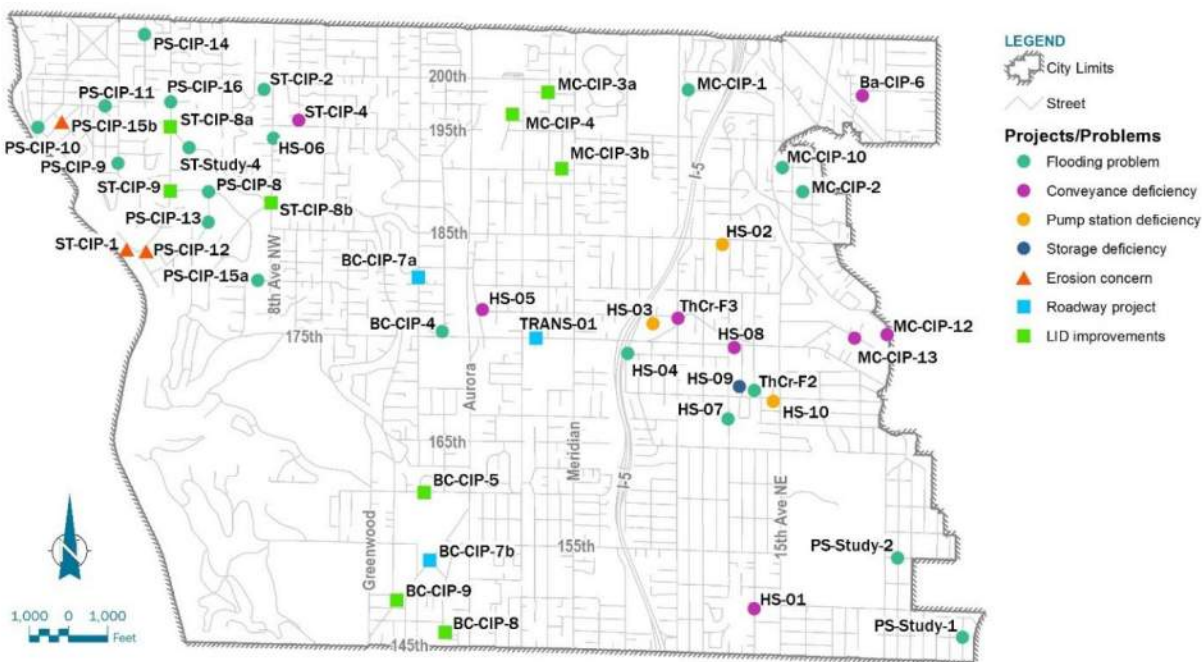 PS-CIP-14
PS-CIP-11
PS-CIP-16
ST-CIP-2
ST-CIP-4
PS-CIP-15b
ST-CIP-8a
PS-CIP-10
HS-06
PS-CIP-9
ST-Study-4
ST-CIP-9
PS-CIP-8
PS-CIP-13
ST-CIP-8b
ST-CIP-1
PS-CIP-12
PS-CIP-15a
8th Ave NW
200th
195th
185th
175th
165th
155th
145th
MC-CIP-3a
MC-CIP-4
MC-CIP-3b
MC-CIP-1
Ba-CIP-6
I-5
MC-CIP-10
MC-CIP-2
HS-02
BC-CIP-7a
HS-05
BC-CIP-4
TRANS-01
HS-03
ThCr-F3
HS-08
MC-CIP-12
MC-CIP-13
HS-04
HS-09
ThCr-F2
HS-07
HS-10
Aurora
Meridian
I-5
15th Ave NE
Greenwood
BC-CIP-5
BC-CIP-7b
BC-CIP-9
BC-CIP-8
PS-Study-2
HS-01
PS-Study-1
N
1,000 0 1,000
Feet
LEGEND
City Limits
Street
Projects/Problems
Flooding problem
Conveyance deficiency
Pump station deficiency
Storage deficiency
Erosion concern
Roadway project
LID improvements